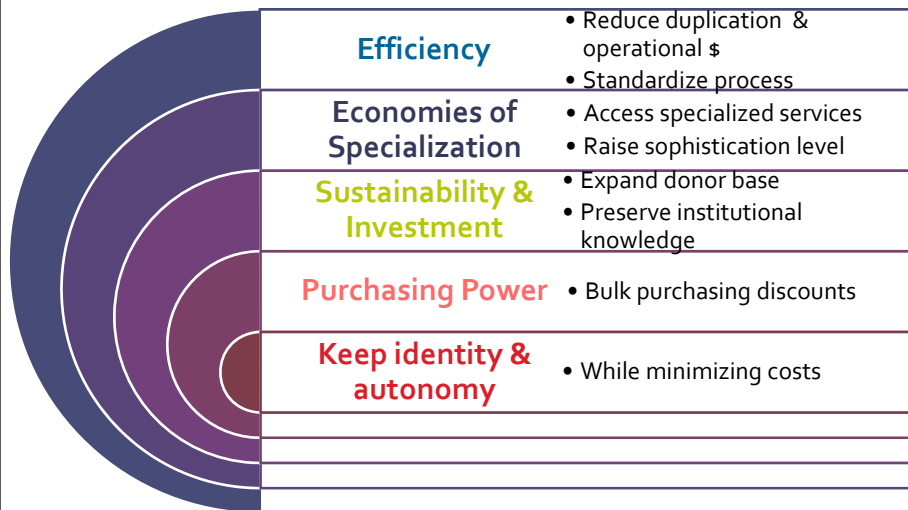 Efficiency
• Reduce duplication &
operational $
• Standardize process
Economies of
Specialization
• Access specialized services
• Raise sophistication level
Sustainability &
Investment
• Expand donor base
• Preserve institutional
knowledge
Purchasing Power
• Bulk purchasing discounts
Keep identity &
autonomy
• While minimizing costs